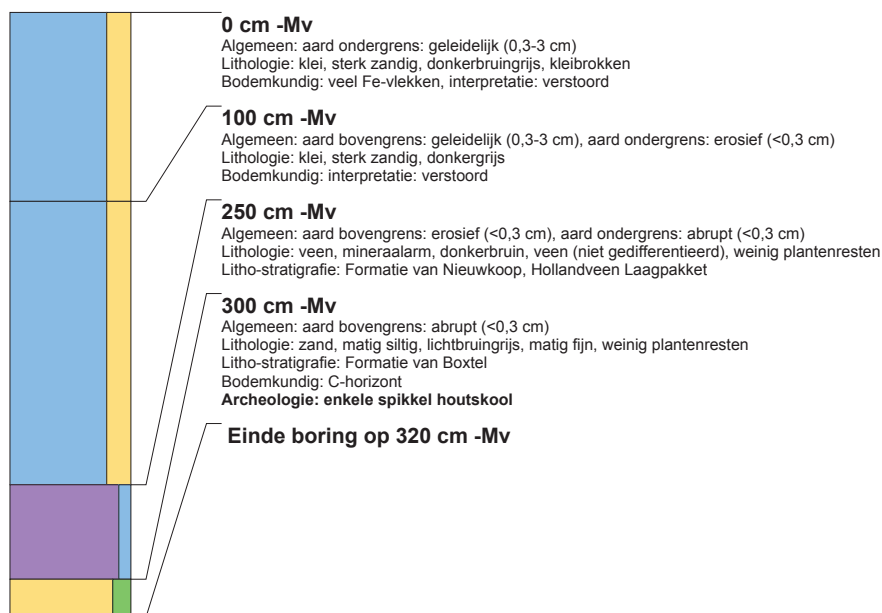 0 cm -Mv
Algemeen: aard ondergrens: geleidelijk (0,3-3 cm)
Lithologie: klei, sterk zandig, donkerbruingrijs, kleibrokken
Bodemkundig: veel Fe-vlekken, interpretatie: verstoord
100 cm -Mv
Algemeen: aard bovengrens: geleidelijk (0,3-3 cm), aard ondergrens: erosief (<0,3 cm)
Lithologie: klei, sterk zandig, donkergrijs
Bodemkundig: interpretatie: verstoord
250 cm -Mv
Algemeen: aard bovengrens: erosief (<0,3 cm), aard ondergrens: abrupt (<0,3 cm)
Lithologie: veen, mineraalarm, donkerbruin, veen (niet gedifferentieerd), weinig plantenresten
Litho-stratigrafie: Formatie van Nieuwkoop, Hollandveen Laagpakket
300 cm -Mv
Algemeen: aard bovengrens: abrupt (<0,3 cm)
Lithologie: zand, matig siltig, lichtbruingrijs, matig fijn, weinig plantenresten
Litho-stratigrafie: Formatie van Boxtel
Bodemkundig: C-horizont
Archeologie: enkele spikkel houtskool
Einde boring op 320 cm -Mv